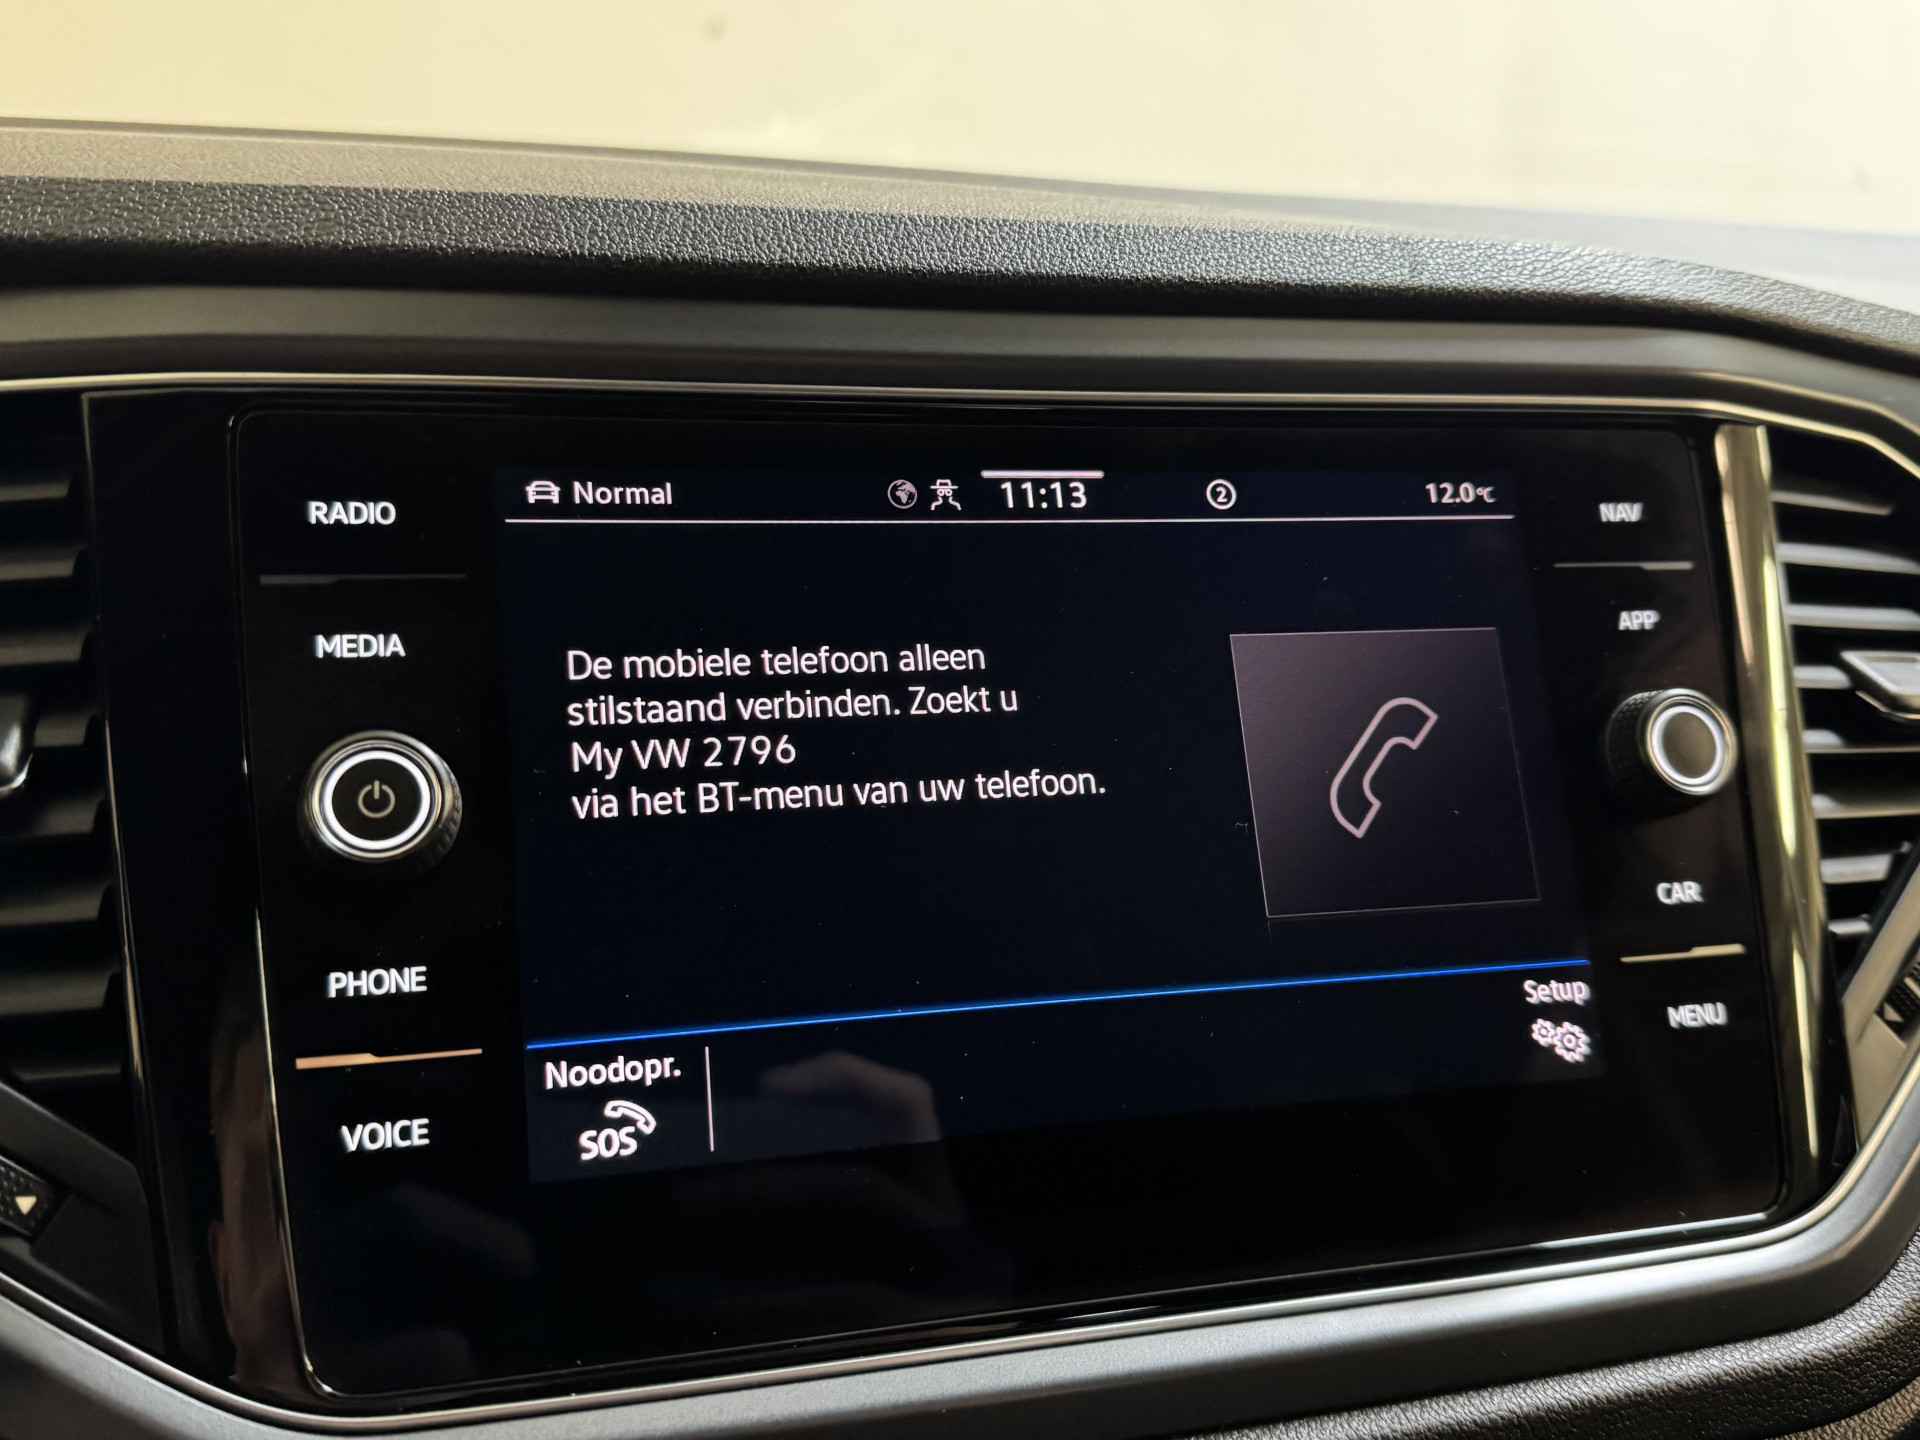 RADIO
MEDIA
PHONE
VOICE
Normal
11:13
2
12.0°C
De mobiele telefoon alleen
stilstaand verbinden. Zoekt u
My VW 2796
via het BT-menu van uw telefoon.
Setup
Noodopr.
SOS
NAV
APP
CAR
MENU